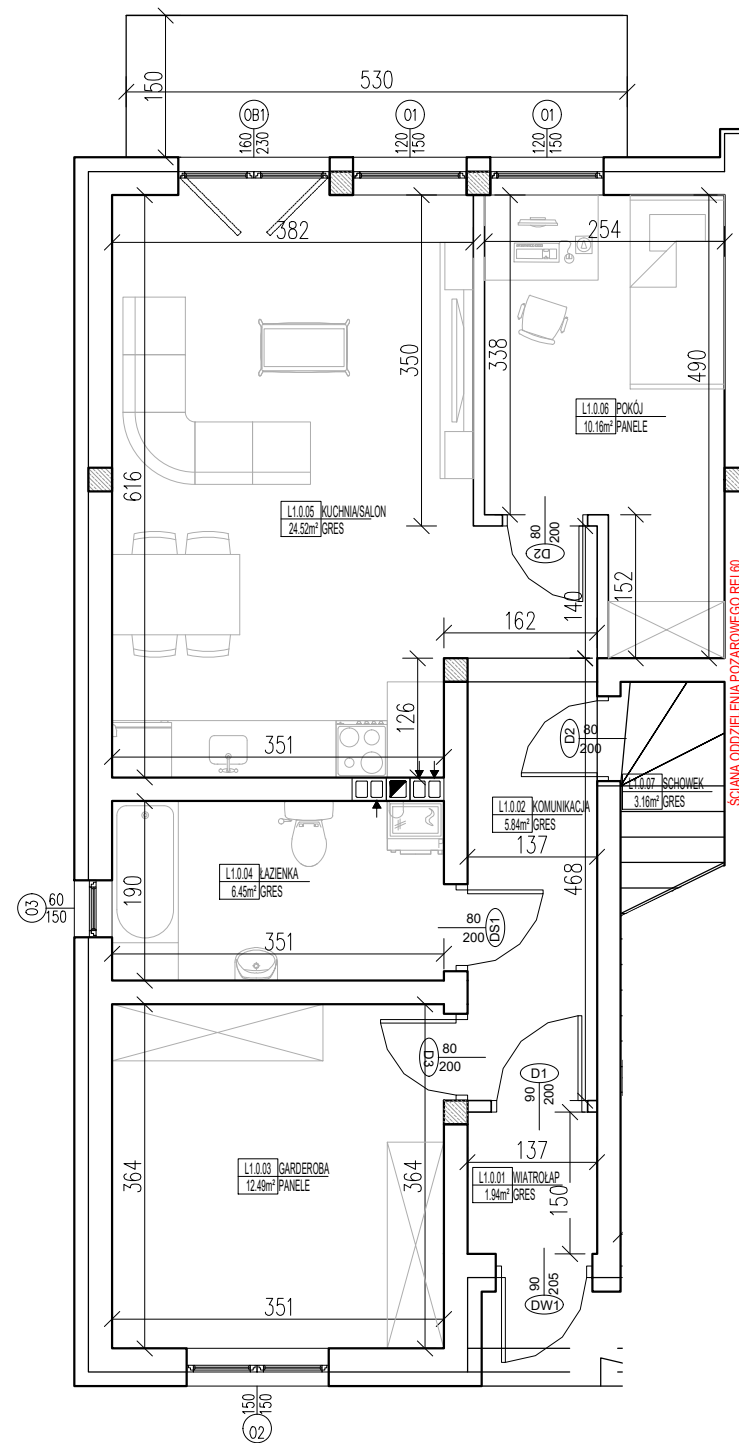 530
150
OB1
160
230
O1
120
150
O1
120
150
382
254
350
338
490
616
L1.0.06 POKÓJ
10.16m² PANELE
L1.0.05 KUCHNIA/SALON
24.52m² GRES
80
200
D2
140
152
162
126
351
D2
80
200
L1.0.02 KOMUNIKACJA
5.84m² GRES
L1.0.07 SCHOWEK
3.16m² GRES
ŚCIANA ODDZIELENIA POŻAROWEGO REI 60
137
468
L1.0.04 ŁAZIENKA
6.45m² GRES
190
O3
60
150
80
200
DS1
351
D3
80
200
D1
90
200
137
364
364
L1.0.03 GARDEROBA
12.49m² PANELE
L1.0.01 WIATROŁAP
1.94m² GRES
150
351
90
205
DW1
150
150
O2